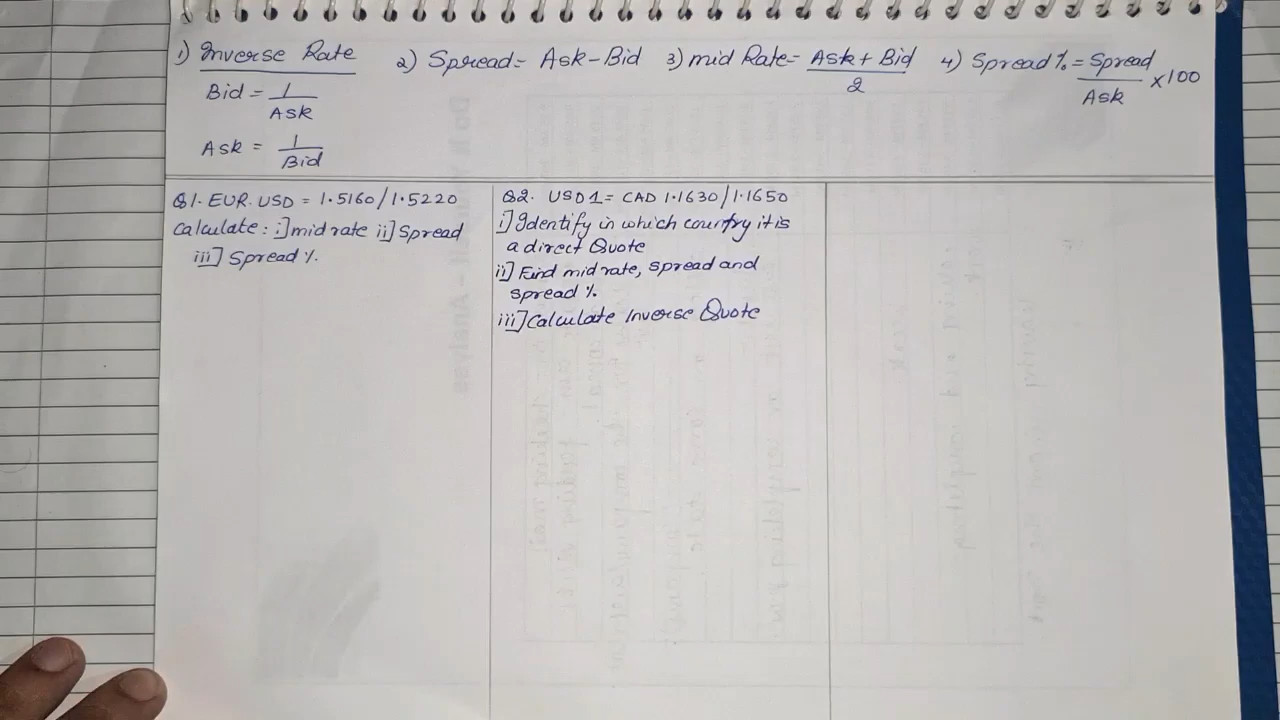 1) Inverse Rate
Bid = 1/Ask
Ask = 1/Bid
2) Spread = Ask - Bid
3) mid Rate = Ask + Bid / 2
4) Spread % = Spread / Ask × 100
Q1. EUR.USD = 1.5160/1.5220
Calculate: i] mid rate ii] Spread
iii] Spread %.
Q2. USD 1 = CAD 1.1630/1.1650
i] Identify in which country it is
a direct Quote
ii] Find mid rate, spread and
spread %.
iii] Calculate Inverse Quote